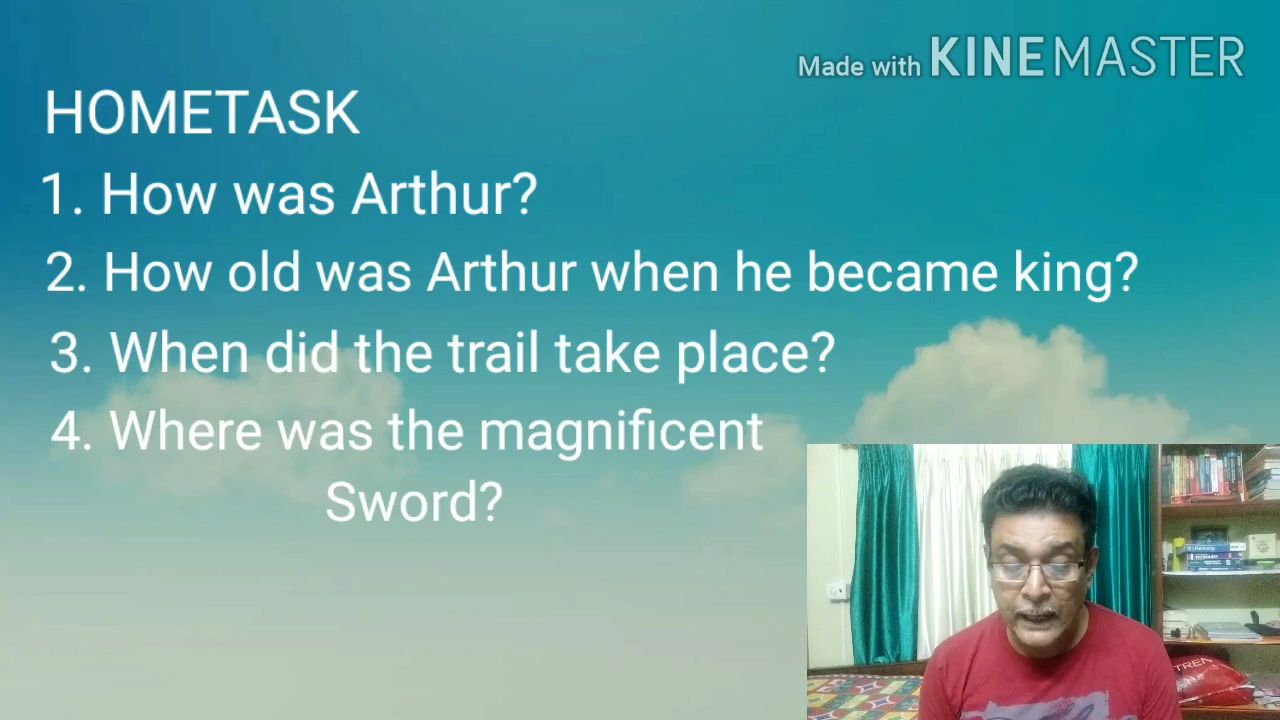 Made with KINEMASTER
HOMETASK
1. How was Arthur?
2. How old was Arthur when he became king?
3. When did the trail take place?
4. Where was the magnificent
Sword?
TREN